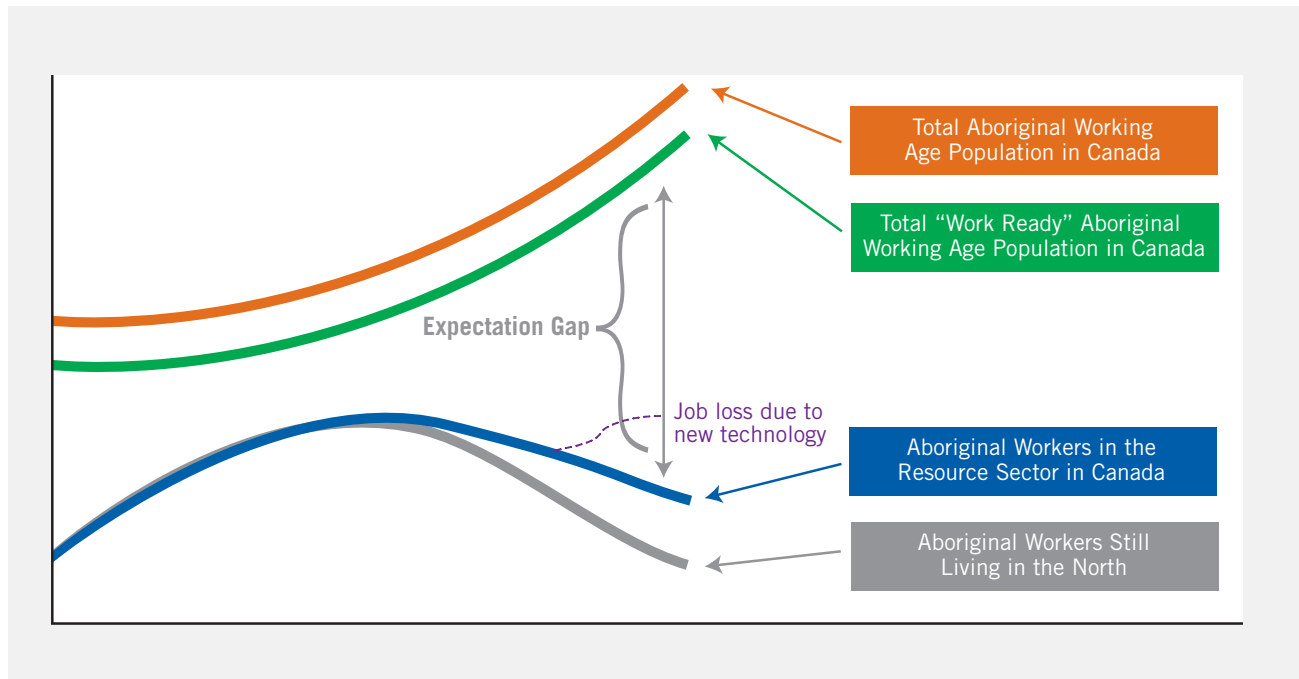 Total Aboriginal Working
Age Population in Canada
Total “Work Ready” Aboriginal
Working Age Population in Canada
Expectation Gap
Job loss due to
new technology
Aboriginal Workers in the
Resource Sector in Canada
Aboriginal Workers Still
Living in the North